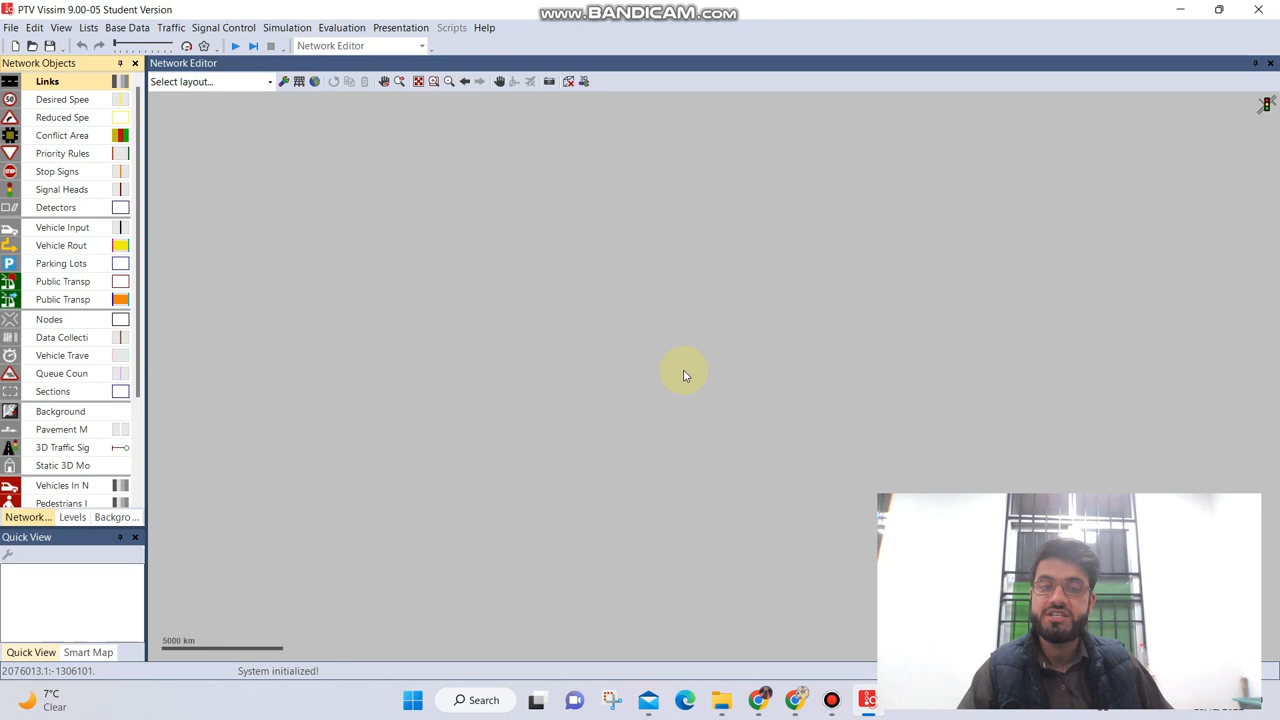 PTV Vissim 9.00-05 Student Version
www.BANDICAM.com
File Edit View Lists Base Data Traffic Signal Control Simulation Evaluation Presentation Scripts Help
Network Editor
Network Objects
Network Editor
Select layout...
Links
Desired Spee
Reduced Spe
Conflict Area
Priority Rules
Stop Signs
Signal Heads
Detectors
Vehicle Input
Vehicle Rout
Parking Lots
Public Transp
Public Transp
Nodes
Data Collecti
Vehicle Trave
Queue Coun
Sections
Background
Pavement M
3D Traffic Sig
Static 3D Mo
Vehicles In N
Pedestrians I
Network... Levels Backgro...
Quick View
5000 km
Quick View Smart Map
2076013.1:-1306101. System initialized!
7°C
Clear
Search